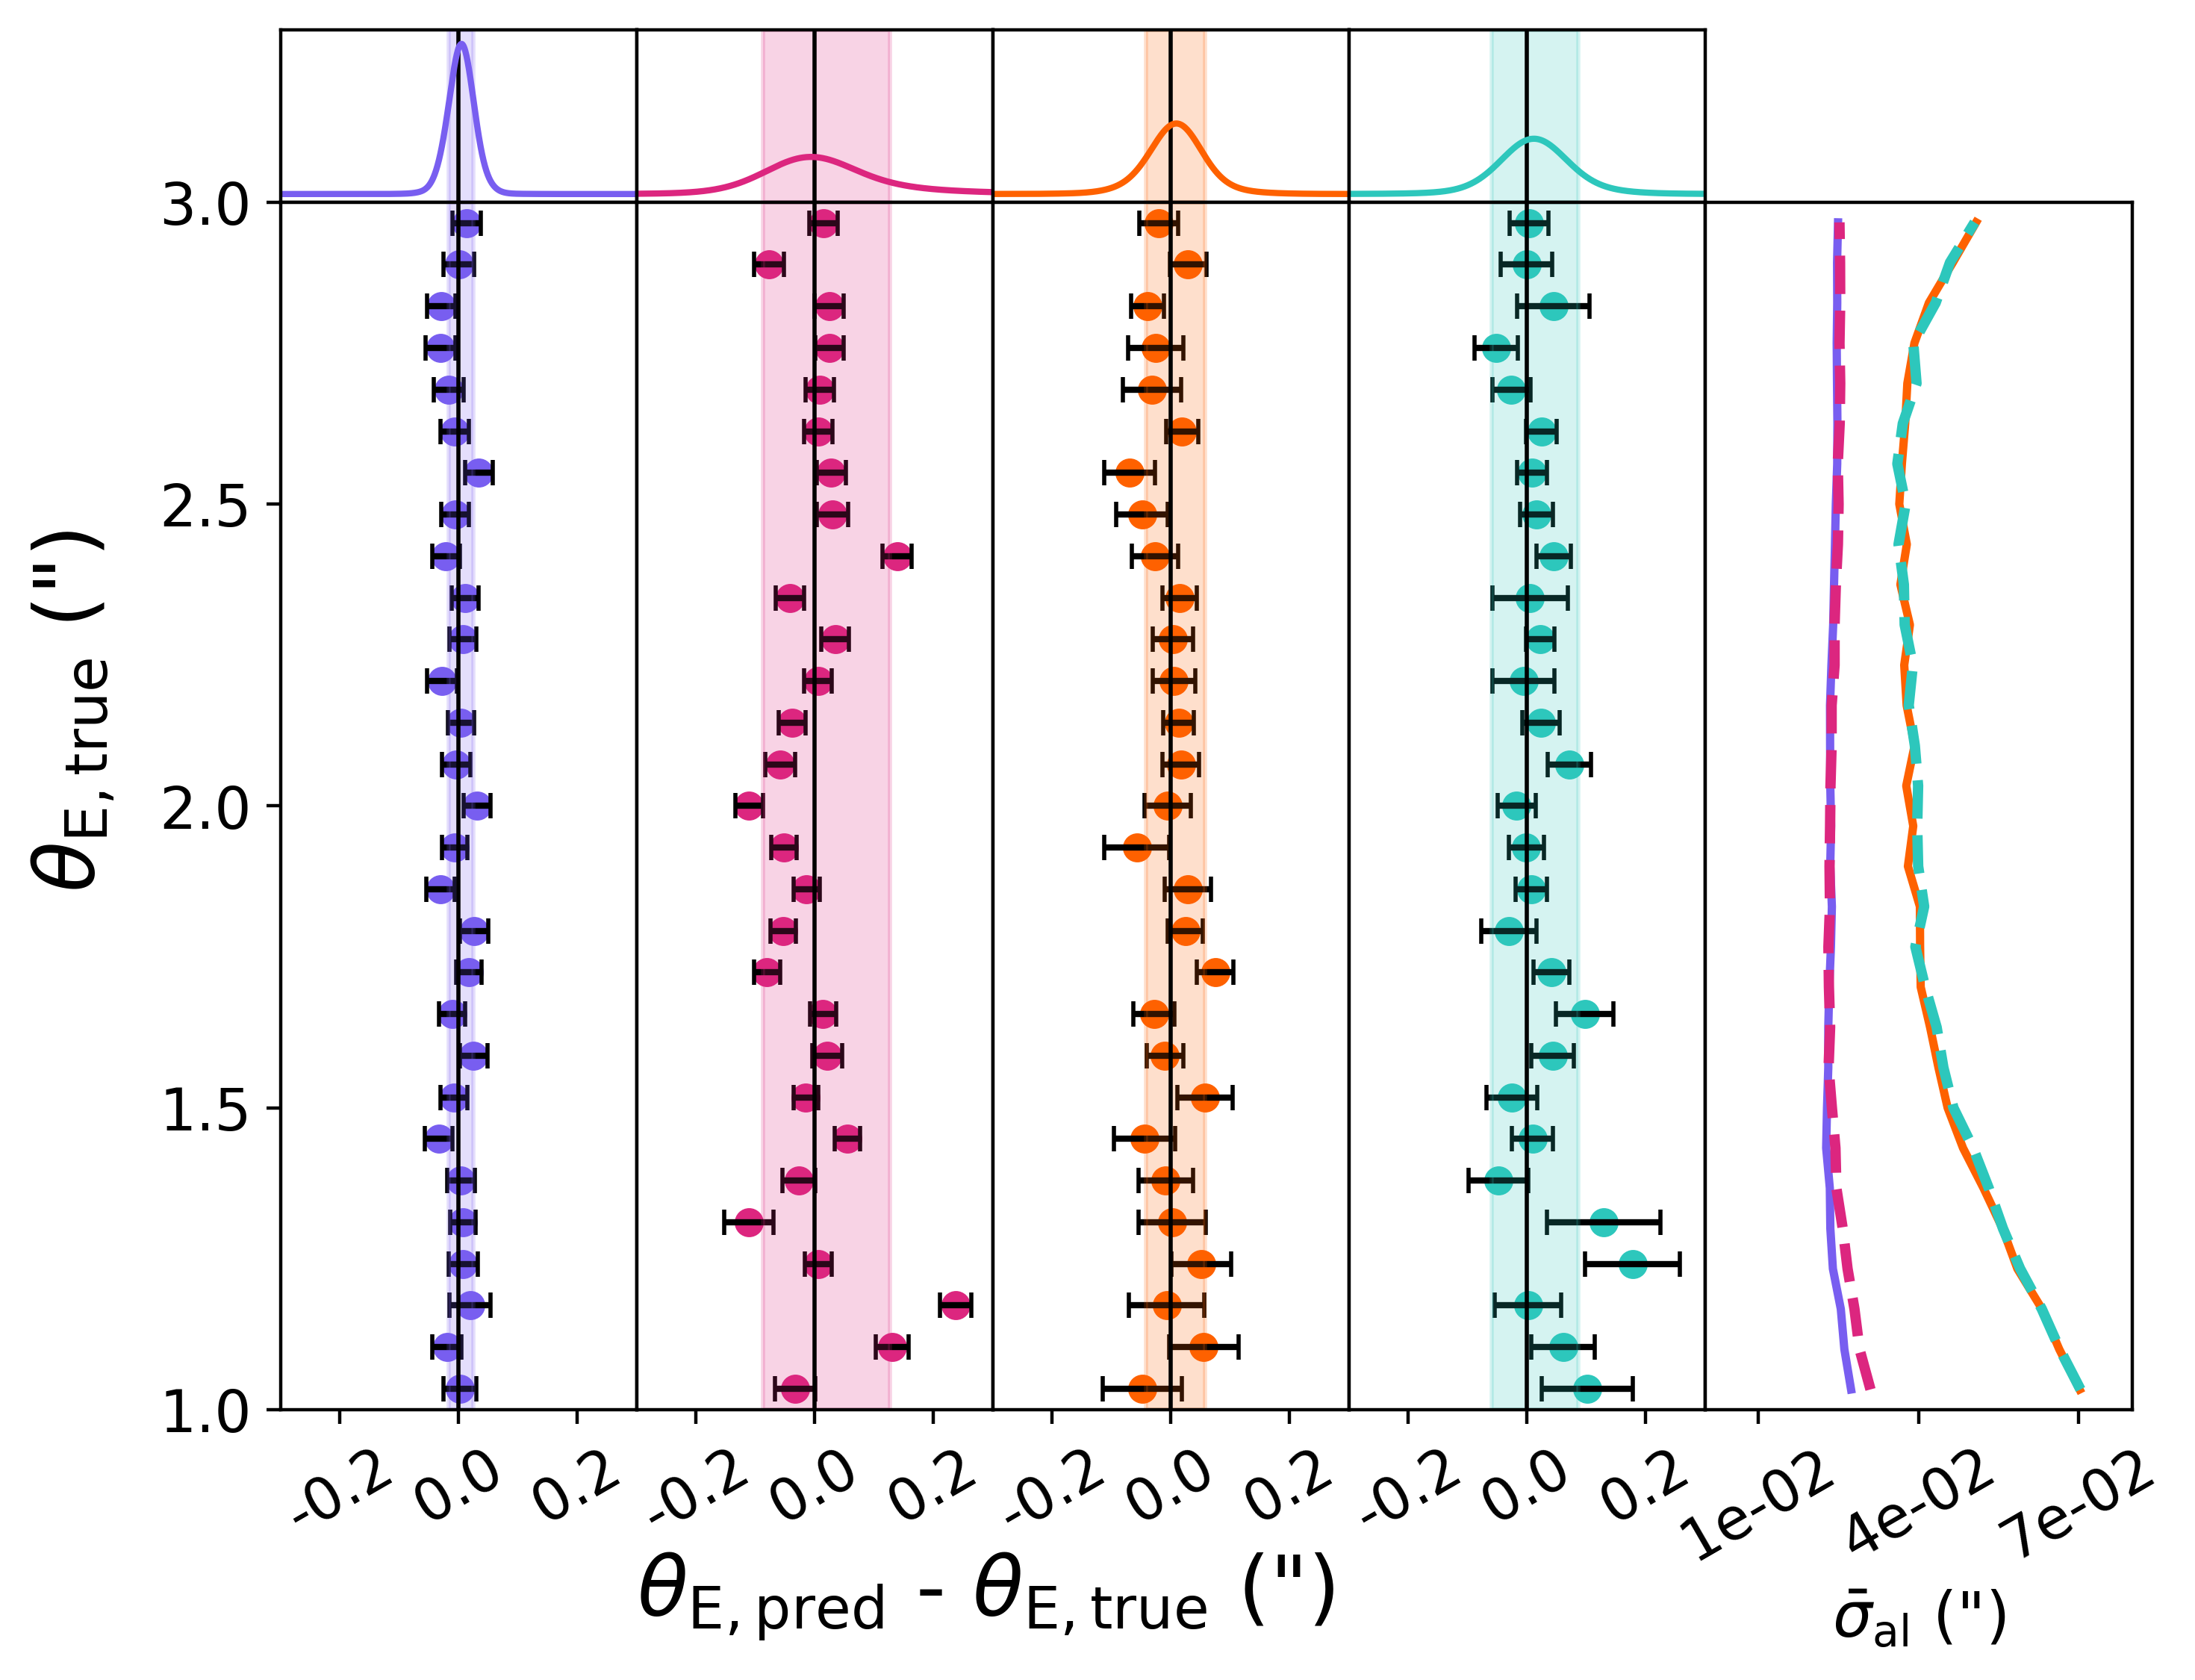 3.0
2.5
2.0
1.5
1.0
θE, true (")
-0.2 0.0 0.2 -0.2 0.0 0.2 -0.2 0.0 0.2 -0.2 0.0 0.2 1e-02 4e-02 7e-02
θE, pred - θE, true (")
σ̄al (")